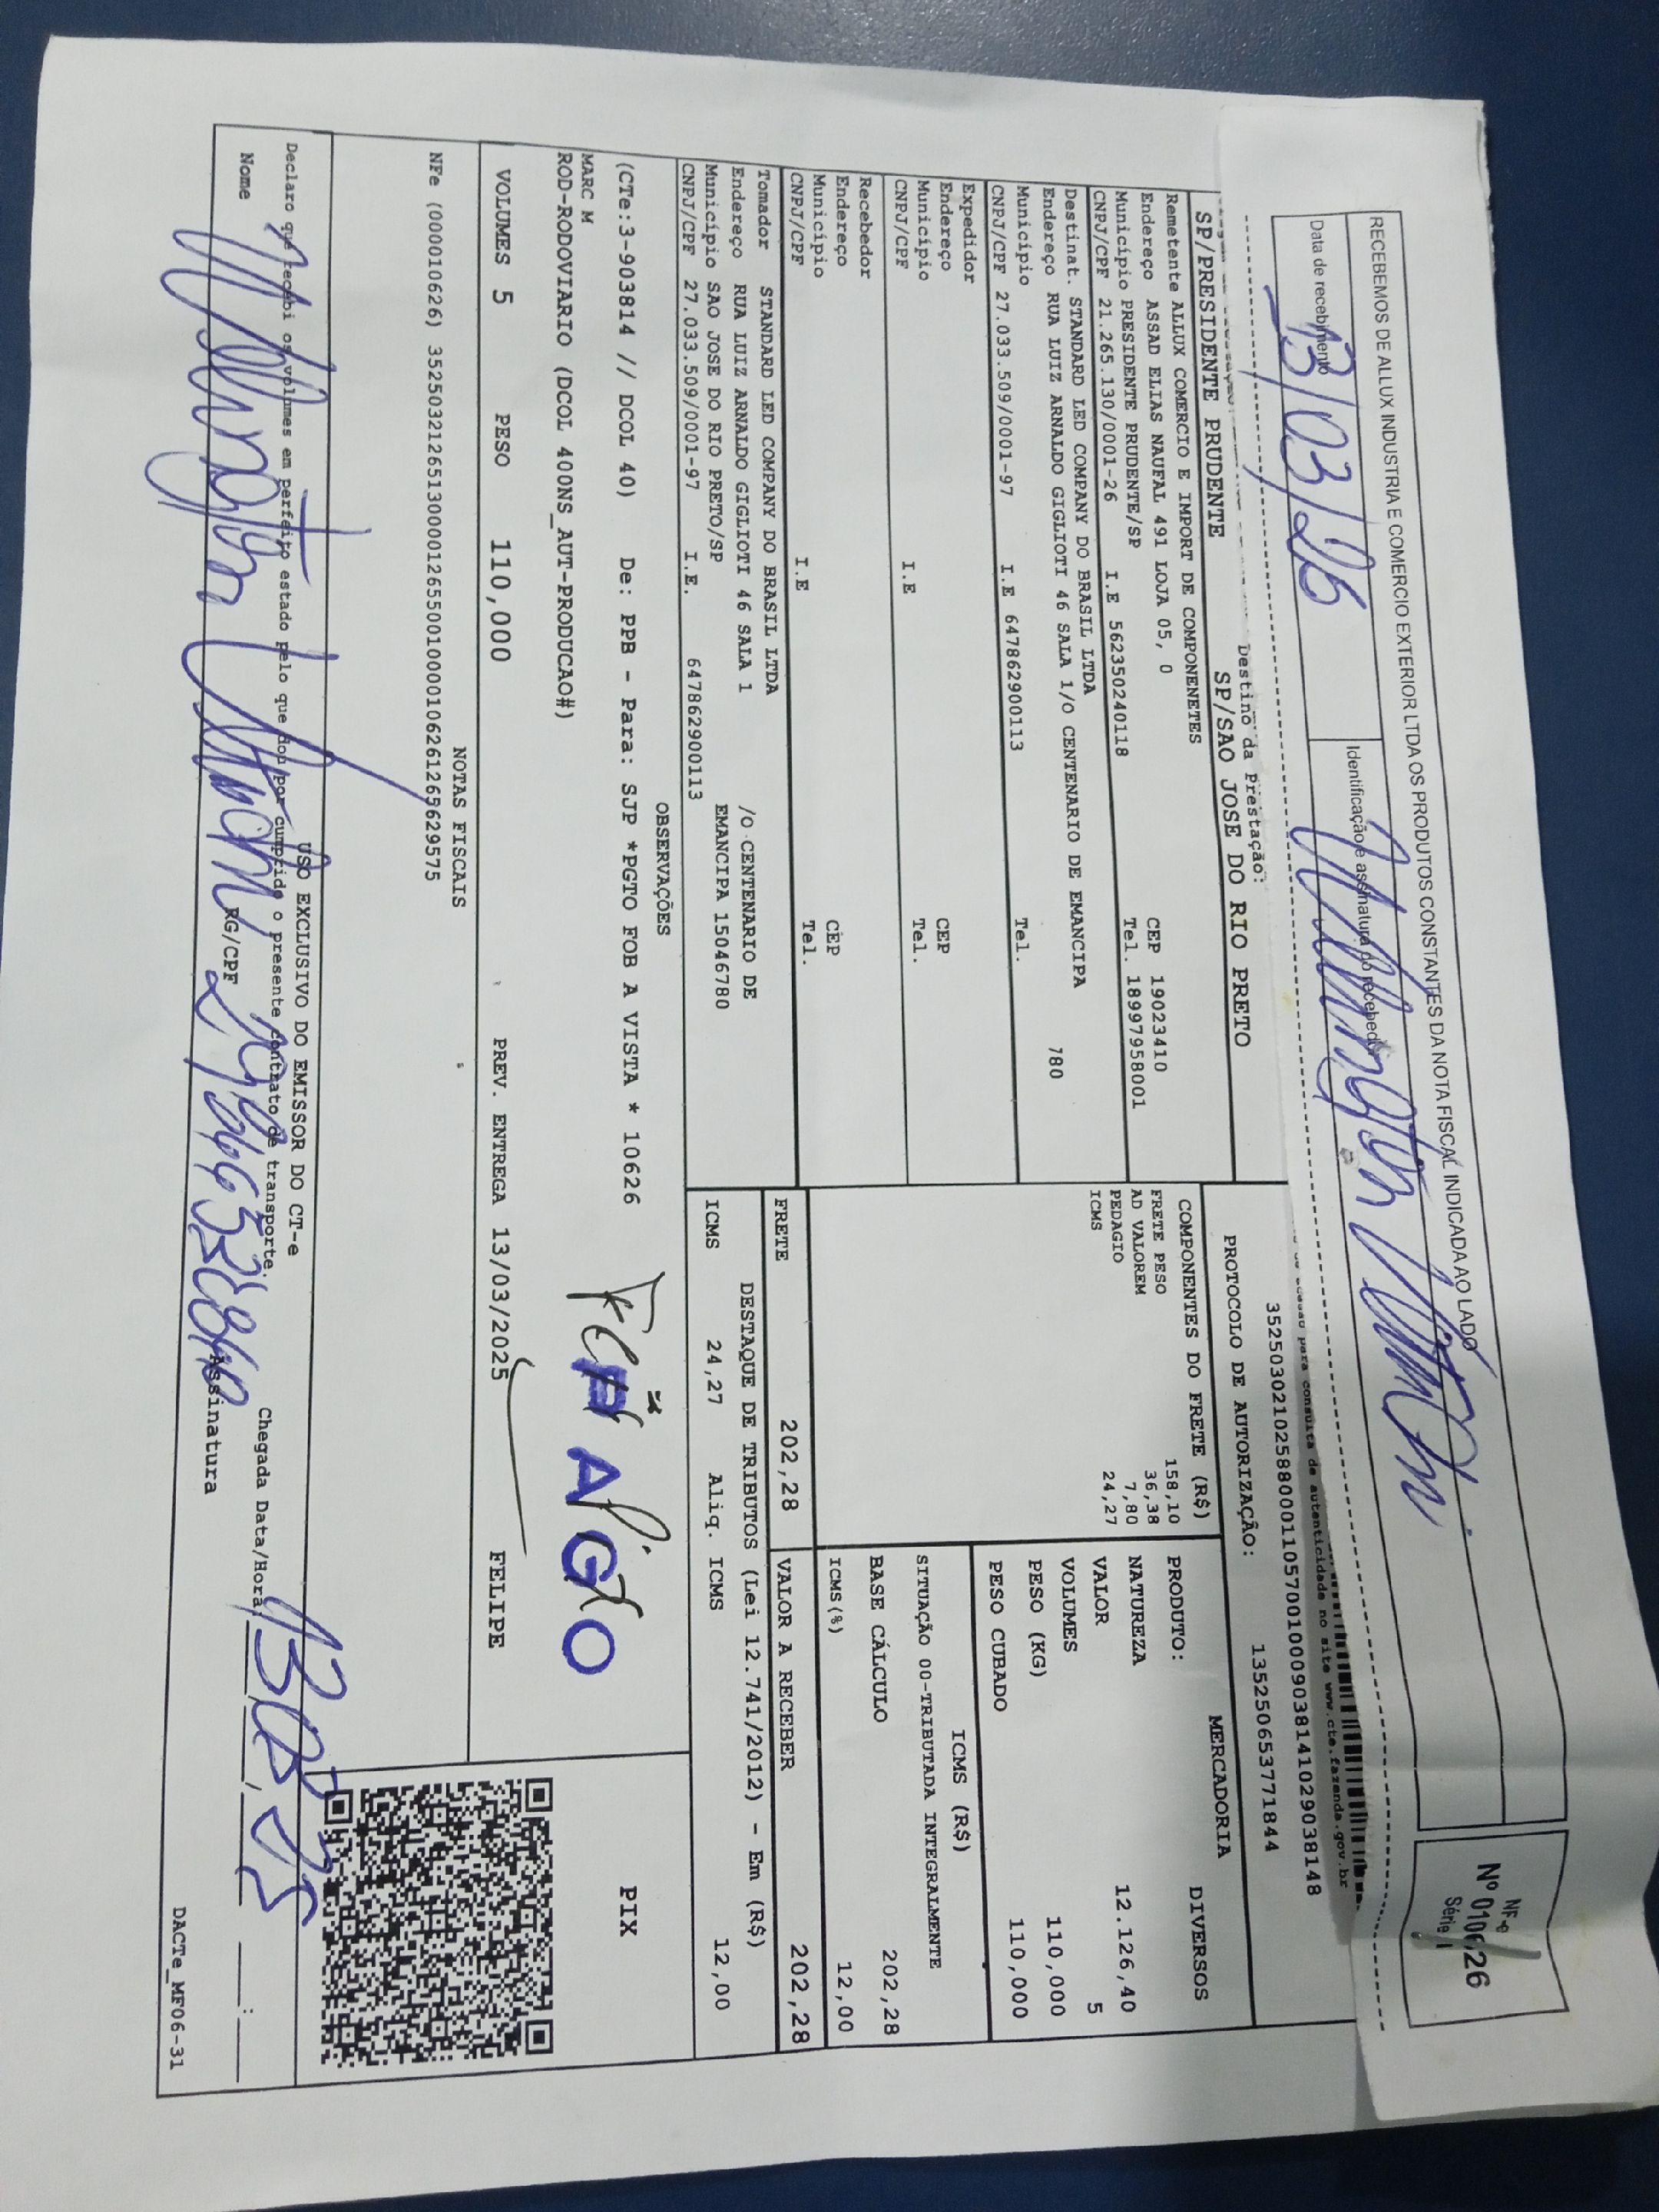 RECEBEMOS DE ALLUX INDUSTRIA E COMERCIO EXTERIOR LTDA OS PRODUTOS CONSTANTES DA NOTA FISCAL INDICADA AO LADO
Data de recebimento
Identificação e assinatura do recebedor
13/03/
NF-e
Nº 010626
Série 1
para consulta de autenticidade no site www.cte.fazenda.gov.br
35250302102588000110570010009038141029038148
Destino da Prestação:
PROTOCOLO DE AUTORIZAÇÃO: 135250653771844
SP/PRESIDENTE PRUDENTE SP/SAO JOSE DO RIO PRETO
Remetente ALLUX COMERCIO E IMPORT DE COMPONENETES
Endereço ASSAD ELIAS NAUFAL 491 LOJA 05, 0 CEP 19023410
Município PRESIDENTE PRUDENTE/SP Tel. 18997958001
CNPJ/CPF 21.265.130/0001-26 I.E 562350240118
Destinat. STANDARD LED COMPANY DO BRASIL LTDA
Endereço RUA LUIZ ARNALDO GIGLIOTI 46 SALA 1/O CENTENARIO DE EMANCIPA 780
Município Tel.
CNPJ/CPF 27.033.509/0001-97 I.E 647862900113
Expedidor
Endereço CEP
Município Tel.
CNPJ/CPF I.E
Recebedor
Endereço CEP
Município Tel.
CNPJ/CPF I.E
Tomador STANDARD LED COMPANY DO BRASIL LTDA
Endereço RUA LUIZ ARNALDO GIGLIOTI 46 SALA 1 /O CENTENARIO DE
Município SAO JOSE DO RIO PRETO/SP EMANCIPA 15046780
CNPJ/CPF 27.033.509/0001-97 I.E. 647862900113
COMPONENTES DO FRETE (R$)
FRETE PESO 158,10
AD VALOREM 36,38
PEDAGIO 7,80
ICMS 24,27
MERCADORIA
PRODUTO: DIVERSOS
NATUREZA
VALOR 12.126,40
VOLUMES 5
PESO (KG) 110,000
PESO CUBADO 110,000
ICMS (R$)
SITUAÇÃO 00-TRIBUTADA INTEGRALMENTE
BASE CÁLCULO 202,28
ICMS(%) 12,00
FRETE 202,28 VALOR A RECEBER 202,28
DESTAQUE DE TRIBUTOS (Lei 12.741/2012) - Em (R$)
ICMS 24,27 Aliq. ICMS 12,00
OBSERVAÇÕES
(CTe:3-903814 // DCOL 40) De: PPB - Para: SJP *PGTO FOB A VISTA * 10626
MARC M
ROD-RODOVIARIO (DCOL 400NS_AUT-PRODUCAO#)
PAGO
PIX
VOLUMES 5 PESO 110,000 PREV. ENTREGA 13/03/2025 FELIPE
NOTAS FISCAIS
NFe (000010626) 35250321265130000126550010000106261265629575
USO EXCLUSIVO DO EMISSOR DO CT-e
Declaro que recebi os volumes em perfeito estado pelo que dou por cumprido o presente contrato de transporte.
Chegada Data/Hora:
Nome RG/CPF Assinatura
DACTe_MF06-31